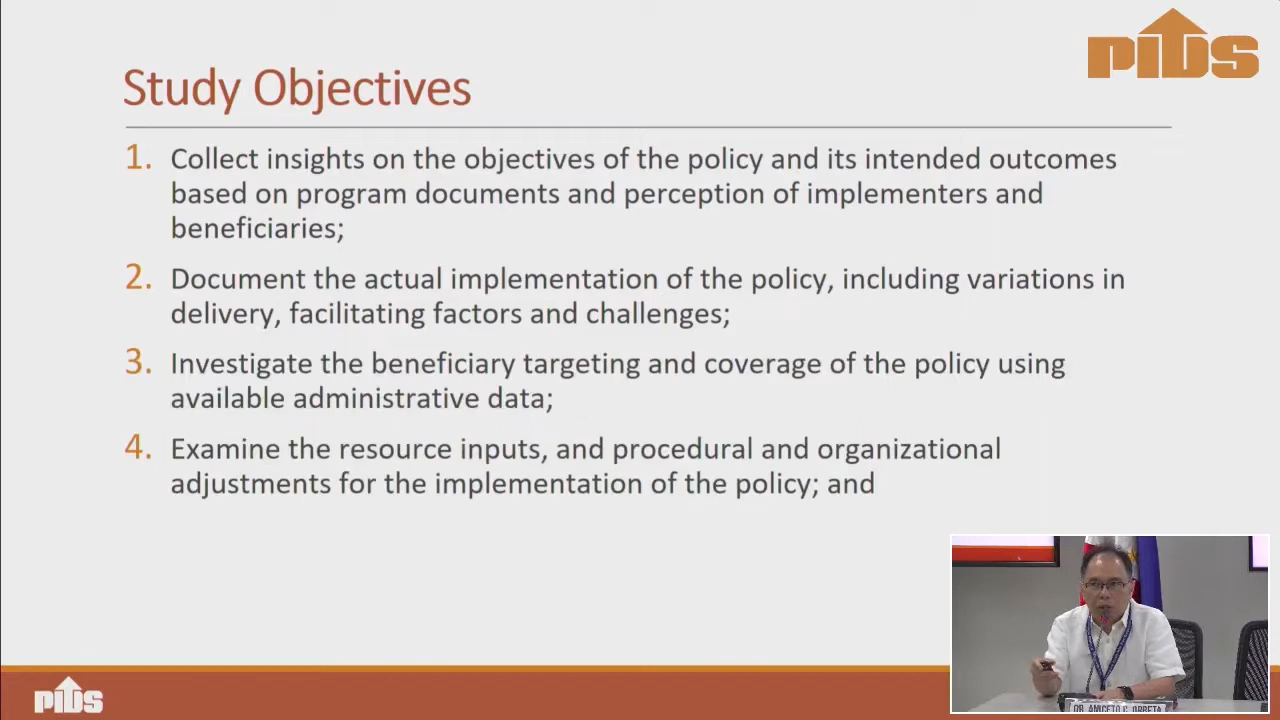 PIDS
Study Objectives
1. Collect insights on the objectives of the policy and its intended outcomes
based on program documents and perception of implementers and
beneficiaries;
2. Document the actual implementation of the policy, including variations in
delivery, facilitating factors and challenges;
3. Investigate the beneficiary targeting and coverage of the policy using
available administrative data;
4. Examine the resource inputs, and procedural and organizational
adjustments for the implementation of the policy; and
DR. ANICETO C. ORBETA
PIDS